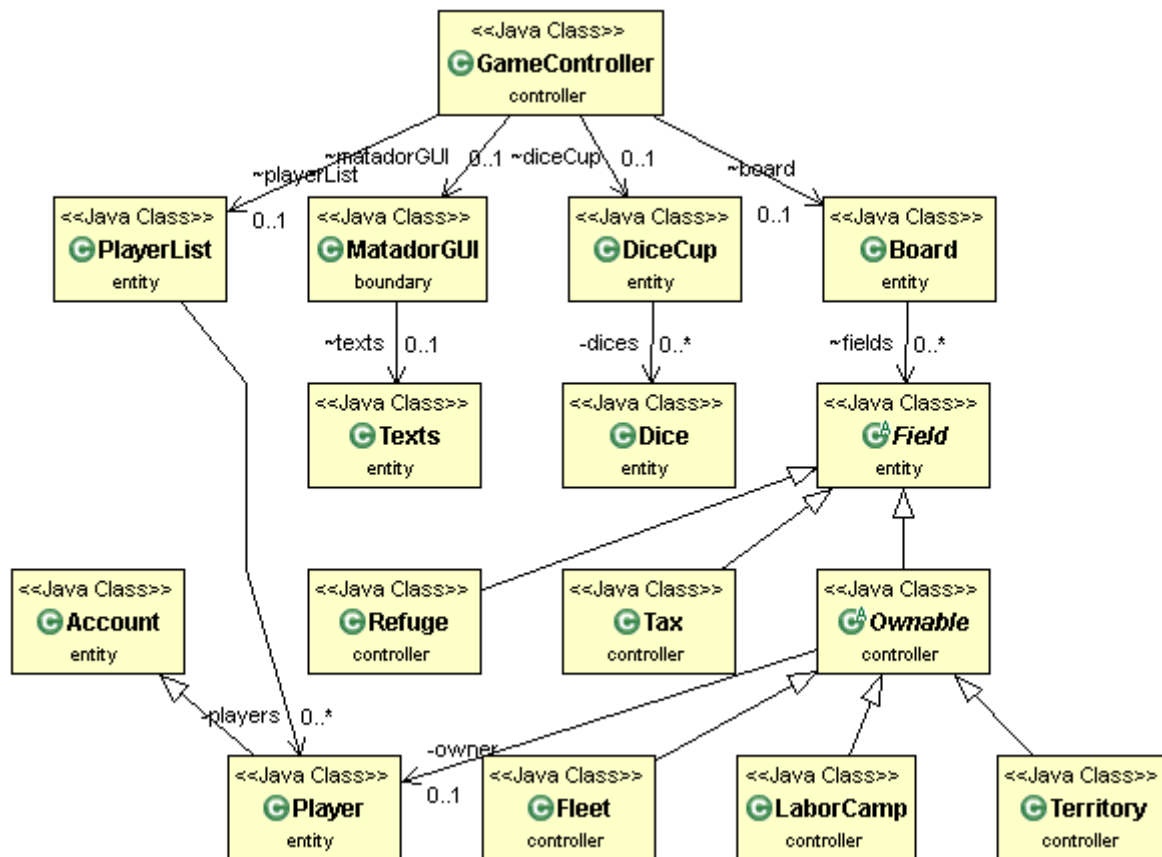 <<Java Class>>
GameController
controller
~matadorGUI
0..1
~diceCup
0..1
~playerList
~board
0..1
0..1
<<Java Class>>
PlayerList
entity
<<Java Class>>
MatadorGUI
boundary
<<Java Class>>
DiceCup
entity
<<Java Class>>
Board
entity
~texts
0..1
-dices
0..*
~fields
0..*
<<Java Class>>
Texts
entity
<<Java Class>>
Dice
entity
<<Java Class>>
Field
entity
<<Java Class>>
Account
entity
<<Java Class>>
Refuge
controller
<<Java Class>>
Tax
controller
<<Java Class>>
Ownable
controller
-players
0..*
-owner
0..1
<<Java Class>>
Player
entity
<<Java Class>>
Fleet
controller
<<Java Class>>
LaborCamp
controller
<<Java Class>>
Territory
controller